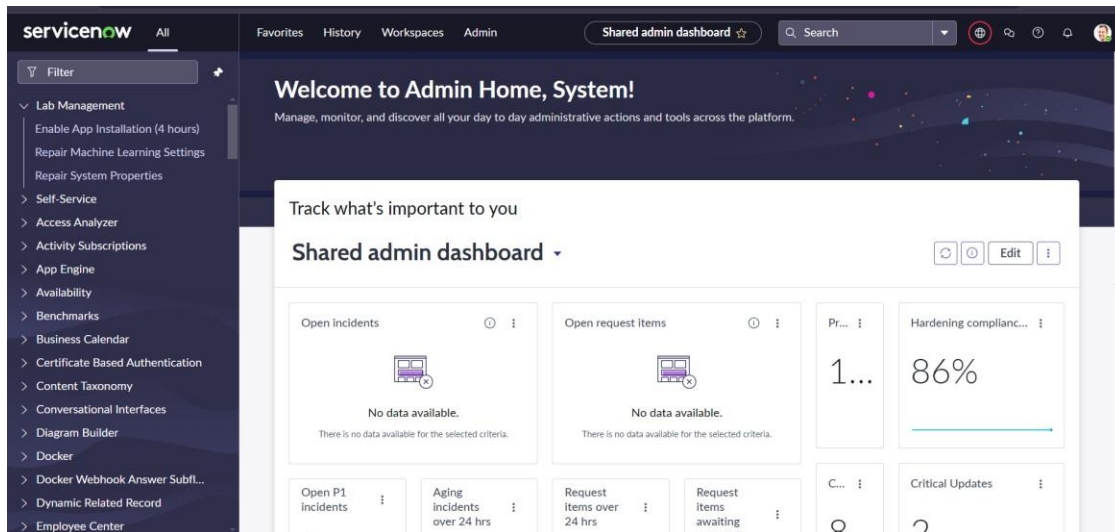 servicenow
All
Favorites History Workspaces Admin
Shared admin dashboard
Search
Filter
Lab Management
Enable App Installation (4 hours)
Repair Machine Learning Settings
Repair System Properties
Self-Service
Access Analyzer
Activity Subscriptions
App Engine
Availability
Benchmarks
Business Calendar
Certificate Based Authentication
Content Taxonomy
Conversational Interfaces
Diagram Builder
Docker
Docker Webhook Answer Subfl...
Dynamic Related Record
Employee Center
Welcome to Admin Home, System!
Manage, monitor, and discover all your day to day administrative actions and tools across the platform.
Track what's important to you
Shared admin dashboard
Edit
Open incidents
No data available.
There is no data available for the selected criteria.
Open request items
No data available.
There is no data available for the selected criteria.
Pr...
1...
Hardening complianc...
86%
Open P1
incidents
Aging
incidents
over 24 hrs
Request
items over
24 hrs
Request
items
awaiting
C...
Critical Updates